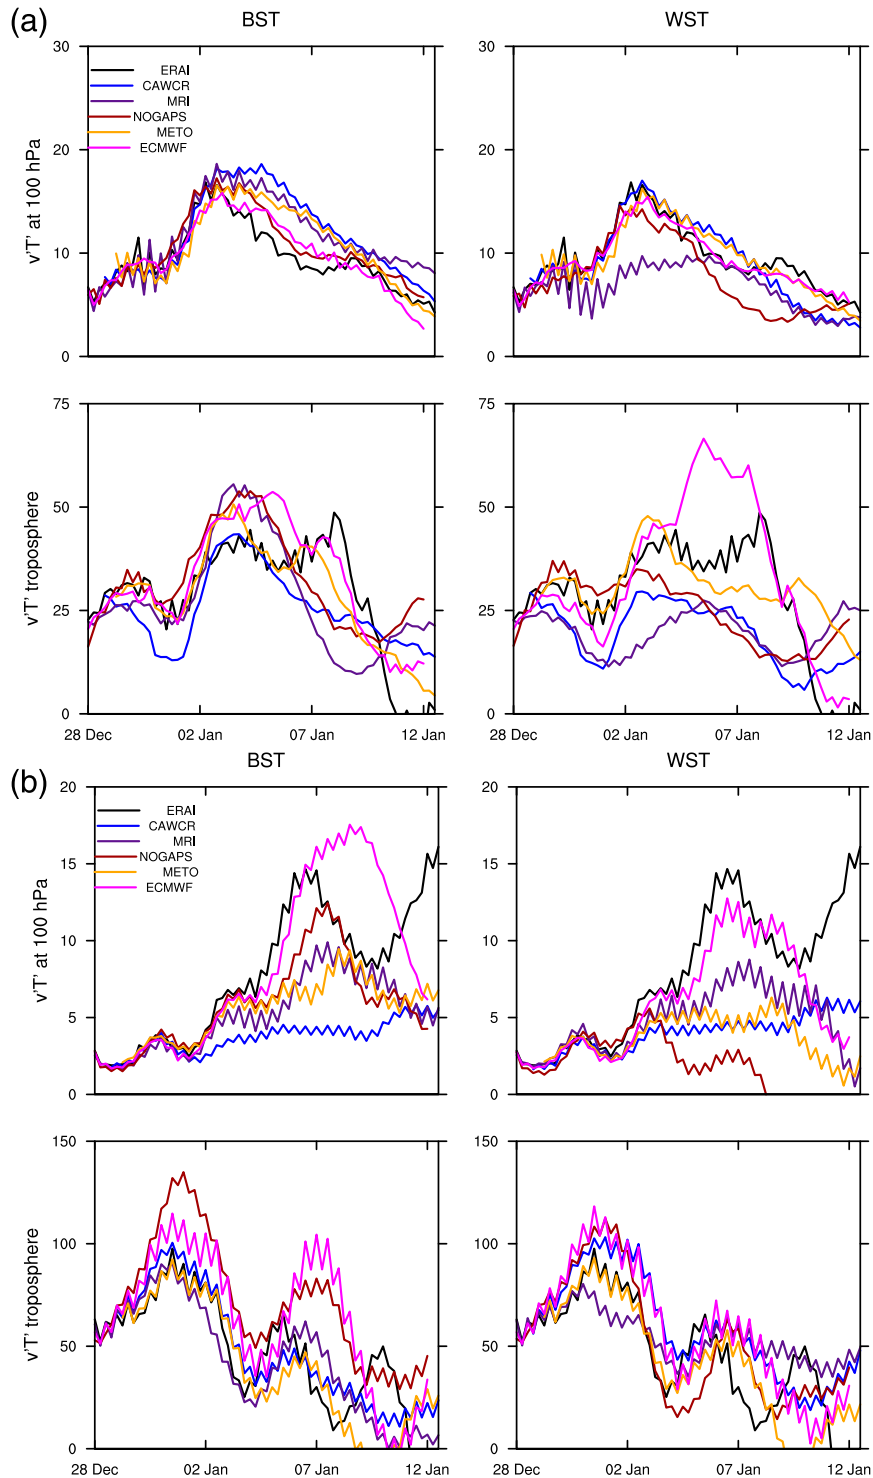 (a)
BST
WST
v'T' at 100 hPa
30
20
10
0
ERAI
CAWCR
MRI
NOGAPS
METO
ECMWF
30
20
10
0
v'T' troposphere
75
50
25
0
28 Dec
02 Jan
07 Jan
12 Jan
75
50
25
0
28 Dec
02 Jan
07 Jan
12 Jan
(b)
BST
WST
v'T' at 100 hPa
20
15
10
5
0
ERAI
CAWCR
MRI
NOGAPS
METO
ECMWF
20
15
10
5
0
v'T' troposphere
150
100
50
0
28 Dec
02 Jan
07 Jan
12 Jan
150
100
50
0
28 Dec
02 Jan
07 Jan
12 Jan